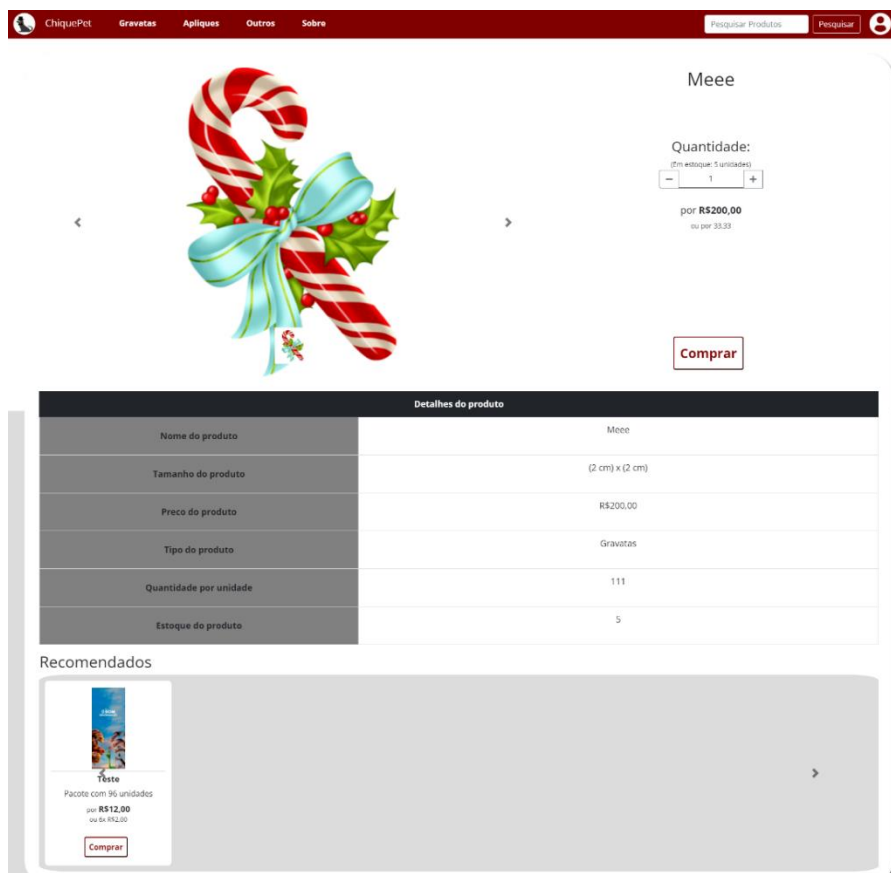 ChiquePet Gravatas Apliques Outros Sobre Pesquisar Produtos Pesquisar
Meee
Quantidade:
(Em estoque: 5 unidades)
− 1 +
por R$200,00
ou por 33.33
Comprar
Detalhes do produto
Nome do produto Meee
Tamanho do produto (2 cm) x (2 cm)
Preco do produto R$200,00
Tipo do produto Gravatas
Quantidade por unidade 111
Estoque do produto 5
Recomendados
Teste
Pacote com 96 unidades
por R$12,00
ou 6x R$2,00
Comprar